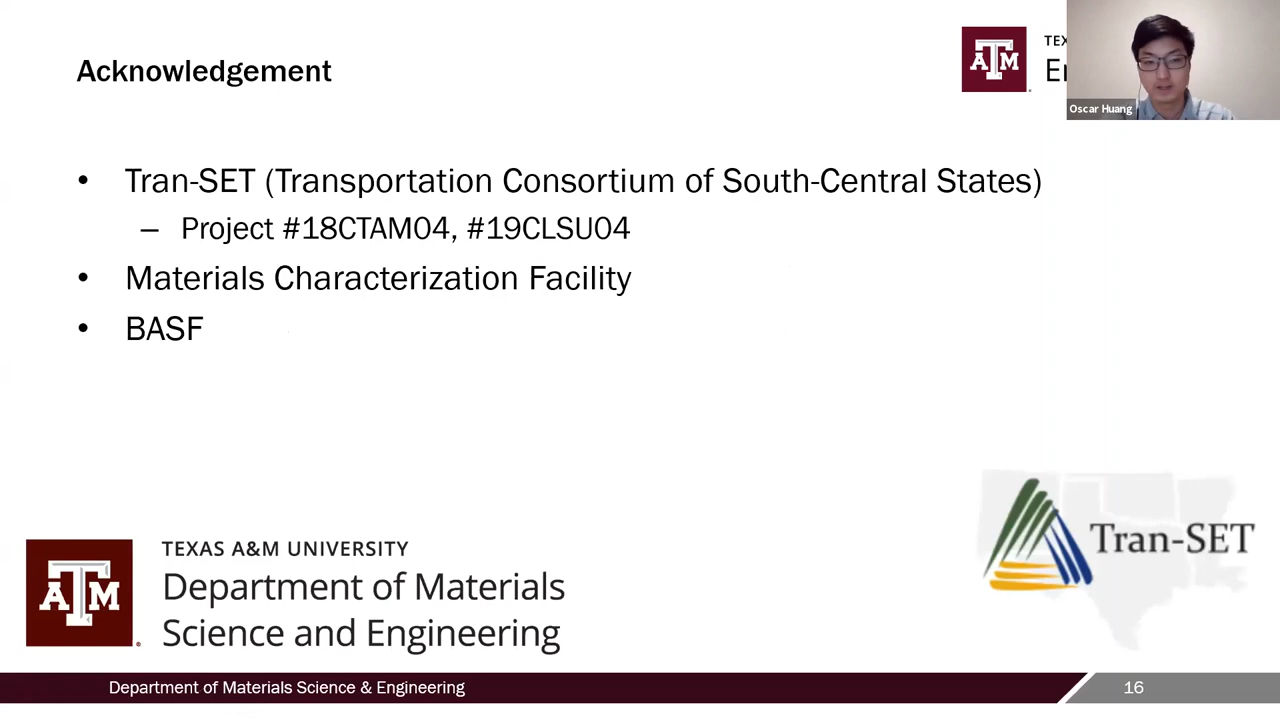 Acknowledgement
Oscar Huang
• Tran-SET (Transportation Consortium of South-Central States)
– Project #18CTAM04, #19CLSU04
• Materials Characterization Facility
• BASF
Tran-SET
TEXAS A&M UNIVERSITY
Department of Materials
Science and Engineering
Department of Materials Science & Engineering
16